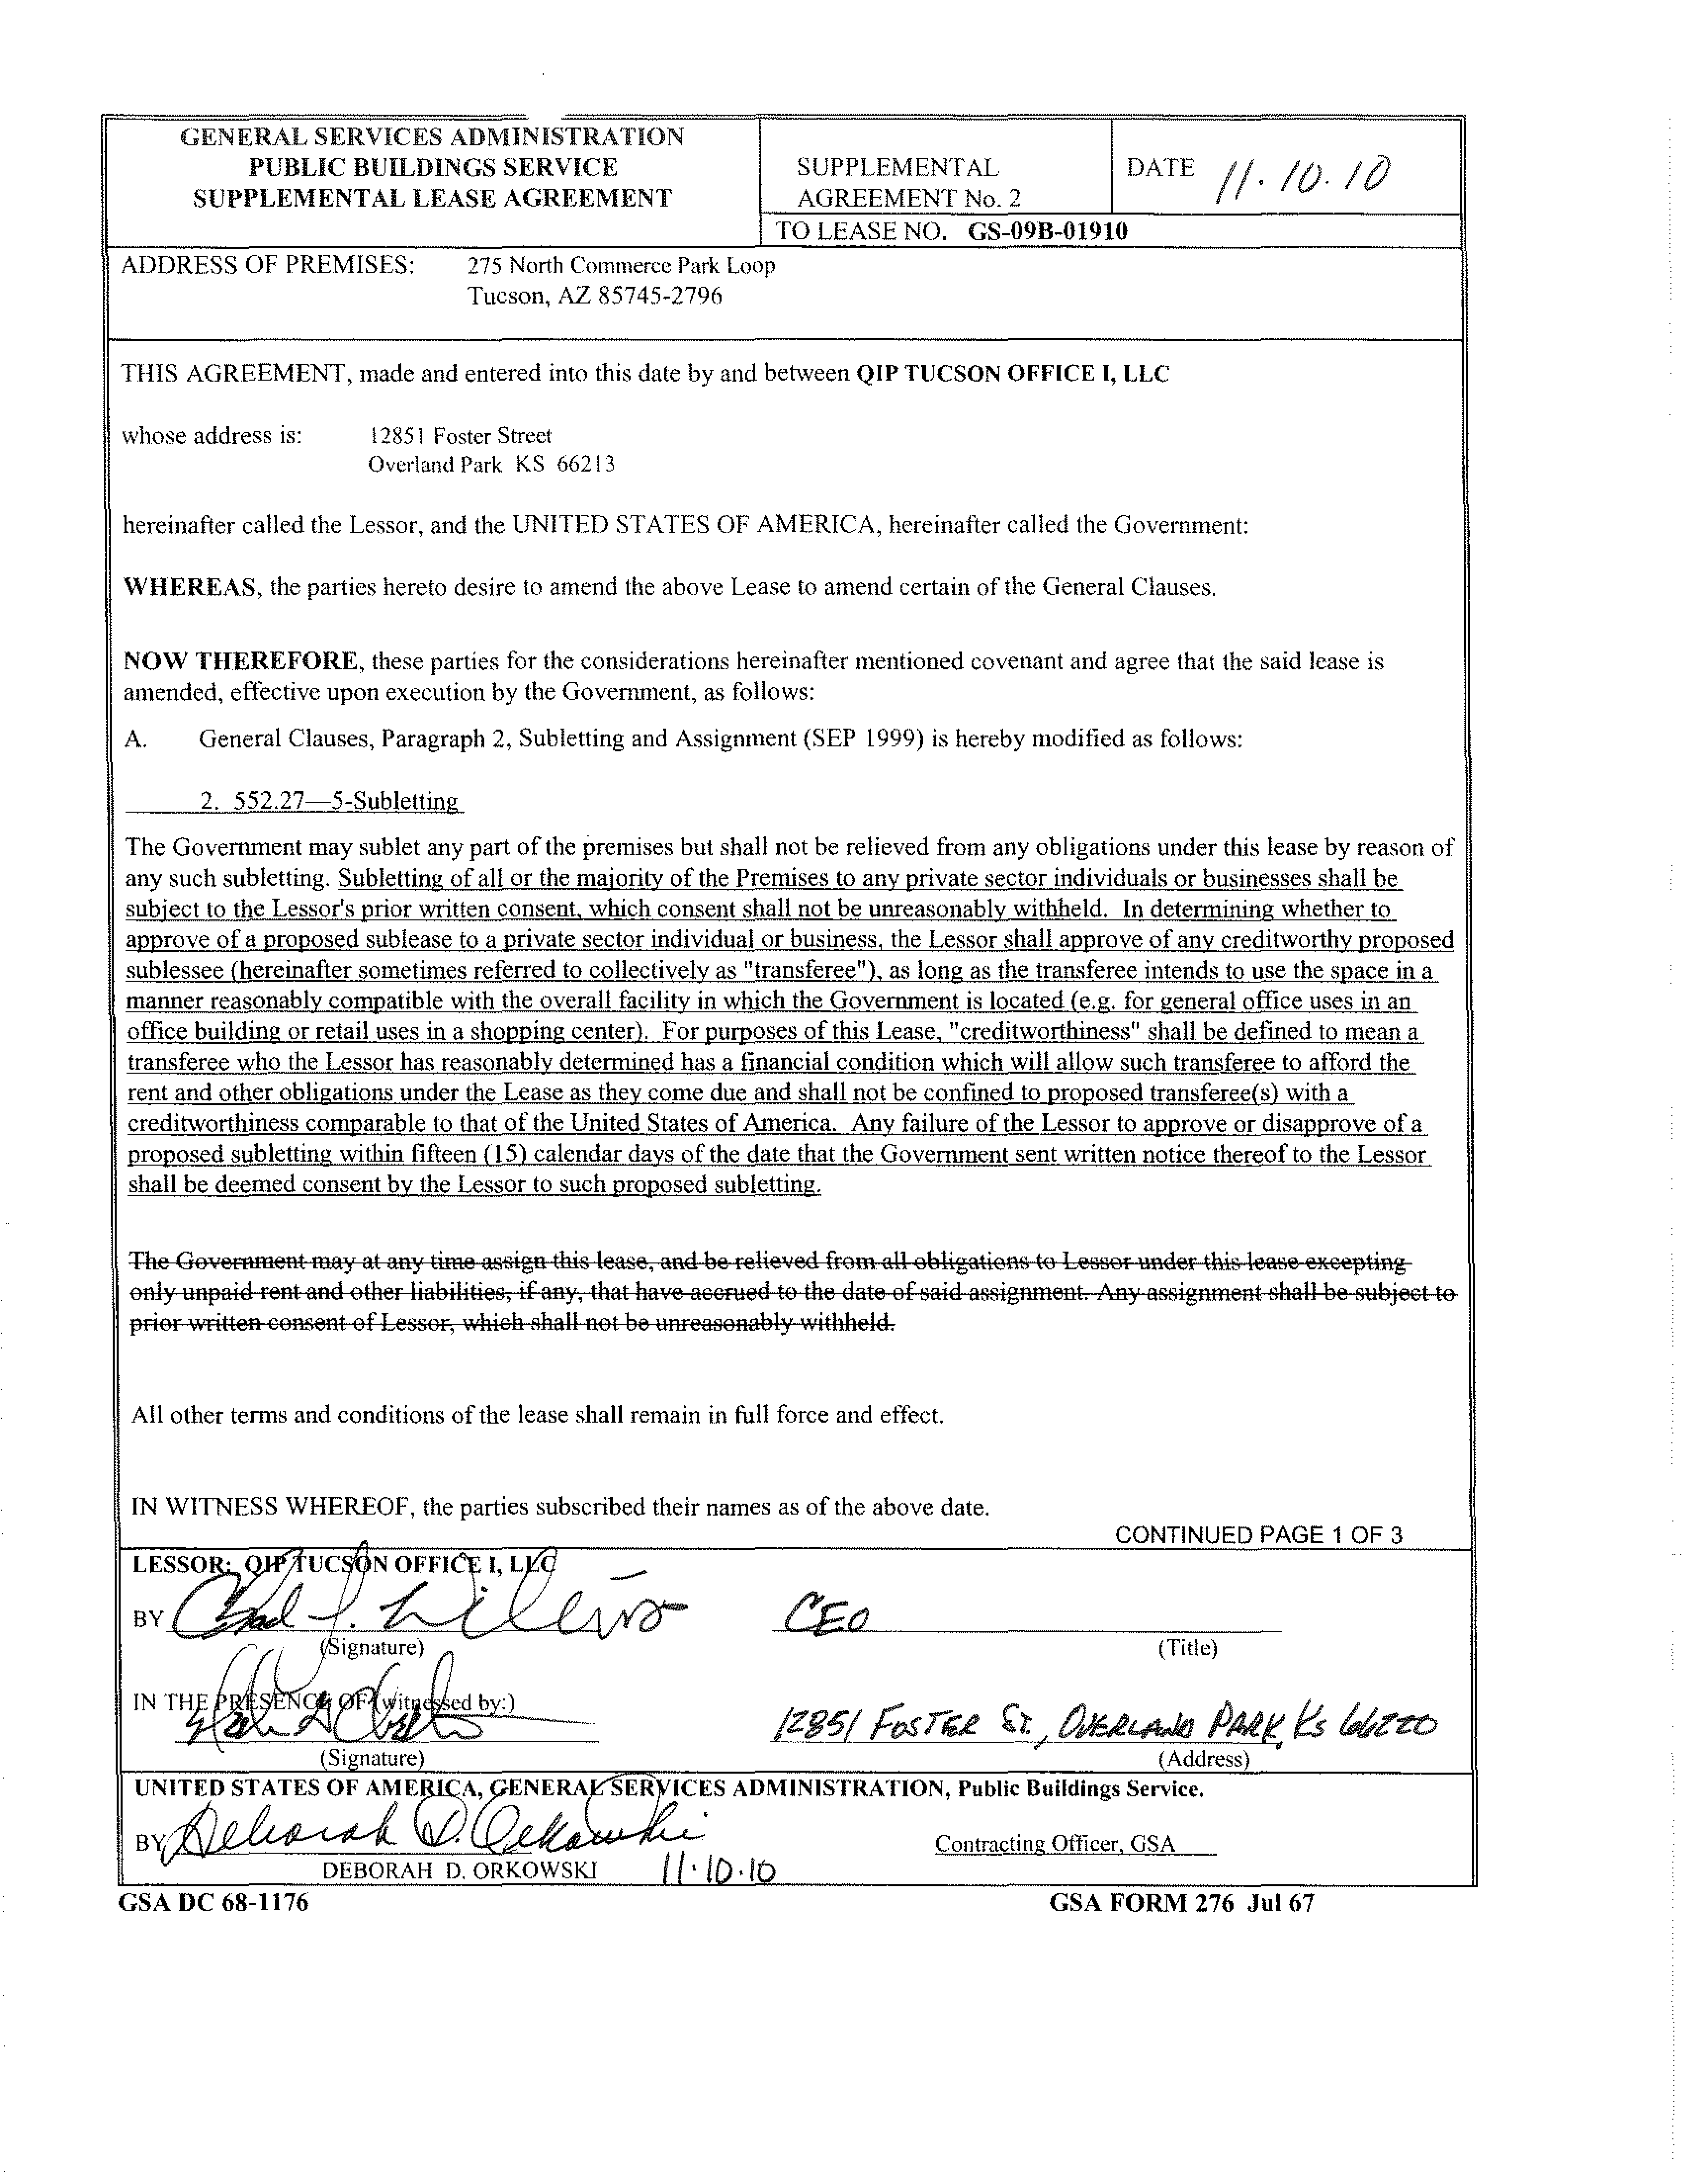 GENERAL SERVICES ADMINISTRATION
PUBLIC BUILDINGS SERVICE
SUPPLEMENTAL LEASE AGREEMENT
SUPPLEMENTAL
AGREEMENT No. 2
DATE 11.10.10
TO LEASE NO. GS-09B-01910
ADDRESS OF PREMISES: 275 North Commerce Park Loop
Tucson, AZ 85745-2796
THIS AGREEMENT, made and entered into this date by and between QIP TUCSON OFFICE I, LLC
whose address is: 12851 Foster Street
Overland Park KS 66213
hereinafter called the Lessor, and the UNITED STATES OF AMERICA, hereinafter called the Government:
WHEREAS, the parties hereto desire to amend the above Lease to amend certain of the General Clauses.
NOW THEREFORE, these parties for the considerations hereinafter mentioned covenant and agree that the said lease is
amended, effective upon execution by the Government, as follows:
A. General Clauses, Paragraph 2, Subletting and Assignment (SEP 1999) is hereby modified as follows:
2. 552.27—5-Subletting
The Government may sublet any part of the premises but shall not be relieved from any obligations under this lease by reason of
any such subletting. Subletting of all or the majority of the Premises to any private sector individuals or businesses shall be
subject to the Lessor's prior written consent, which consent shall not be unreasonably withheld. In determining whether to
approve of a proposed sublease to a private sector individual or business, the Lessor shall approve of any creditworthy proposed
sublessee (hereinafter sometimes referred to collectively as "transferee"), as long as the transferee intends to use the space in a
manner reasonably compatible with the overall facility in which the Government is located (e.g. for general office uses in an
office building or retail uses in a shopping center). For purposes of this Lease, "creditworthiness" shall be defined to mean a
transferee who the Lessor has reasonably determined has a financial condition which will allow such transferee to afford the
rent and other obligations under the Lease as they come due and shall not be confined to proposed transferee(s) with a
creditworthiness comparable to that of the United States of America. Any failure of the Lessor to approve or disapprove of a
proposed subletting within fifteen (15) calendar days of the date that the Government sent written notice thereof to the Lessor
shall be deemed consent by the Lessor to such proposed subletting.
The Government may at any time assign this lease, and be relieved from all obligations to Lessor under this lease excepting
only unpaid rent and other liabilities, if any, that have accrued to the date of said assignment. Any assignment shall be subject to
prior written consent of Lessor, which shall not be unreasonably withheld.
All other terms and conditions of the lease shall remain in full force and effect.
IN WITNESS WHEREOF, the parties subscribed their names as of the above date.
CONTINUED PAGE 1 OF 3
LESSOR: QIP TUCSON OFFICE I, LLC
BY CEO
(Signature) (Title)
IN THE PRESENCE OF (witnessed by:)
12851 FOSTER ST., OVERLAND PARK, KS 66220
(Signature) (Address)
UNITED STATES OF AMERICA, GENERAL SERVICES ADMINISTRATION, Public Buildings Service.
BY Deborah D. Orkowski Contracting Officer, GSA
DEBORAH D. ORKOWSKI 11.10.10
GSA DC 68-1176 GSA FORM 276 Jul 67